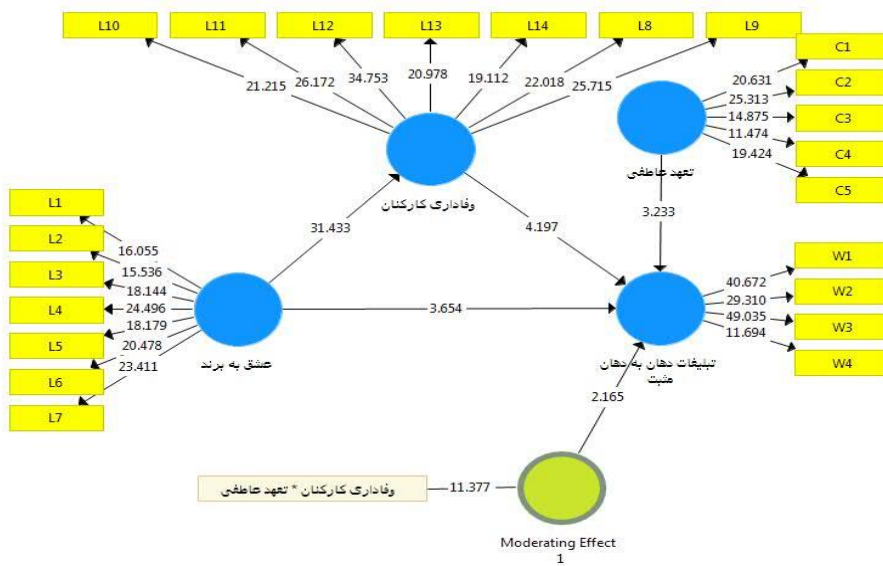 L10
L11
L12
L13
L14
L8
L9
21.215
26.172
34.753
20.978
19.112
22.018
25.715
C1
C2
C3
C4
C5
20.631
25.313
14.875
11.474
19.424
وفاداری کارکنان
تعهد عاطفی
31.433
4.197
3.233
L1
L2
L3
L4
L5
L6
L7
16.055
15.536
18.144
24.496
18.179
20.478
23.411
عشق به برند
3.654
W1
W2
W3
W4
40.672
29.310
49.035
11.694
تبلیغات دهان به دهان
مثبت
2.165
وفاداری کارکنان * تعهد عاطفی
11.377
Moderating Effect
1